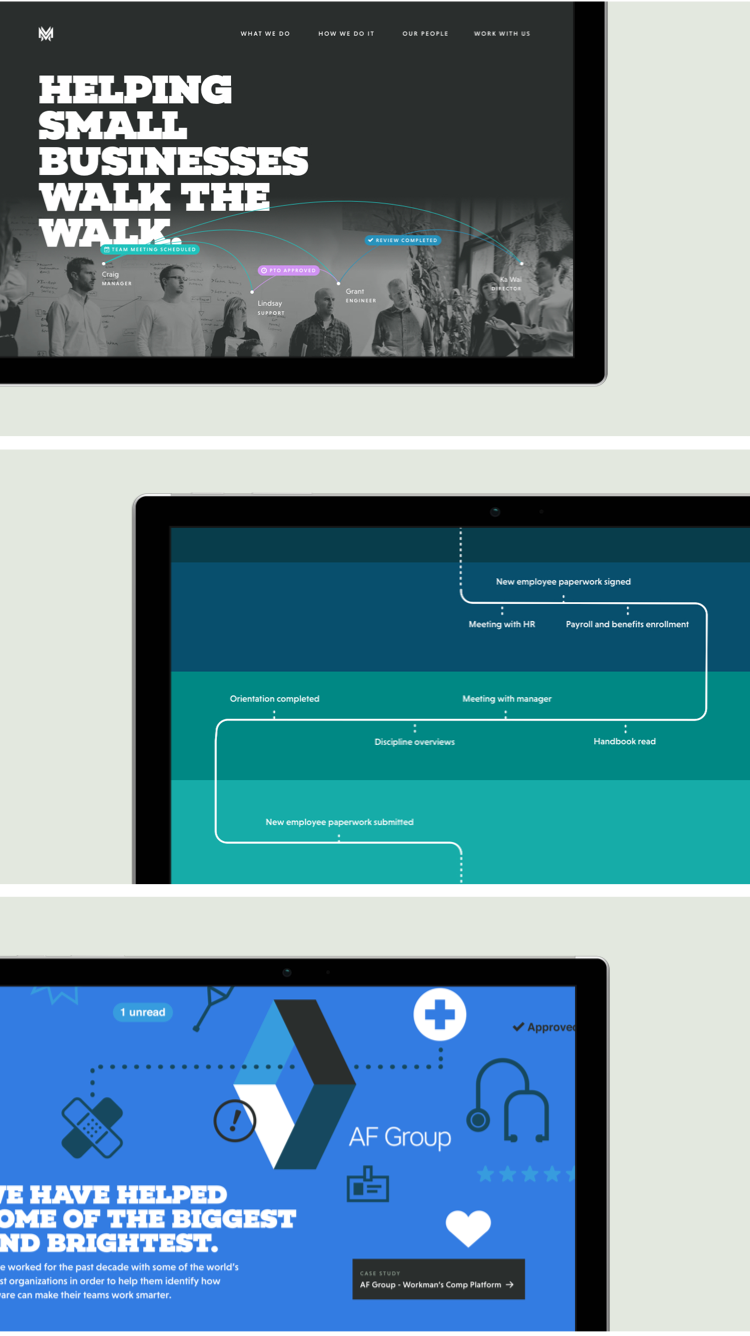 WHAT WE DO HOW WE DO IT OUR PEOPLE WORK WITH US
HELPING
SMALL
BUSINESSES
WALK THE
WALK.
TEAM MEETING SCHEDULED
REVIEW COMPLETED
PTO APPROVED
Craig
MANAGER
Lindsay
SUPPORT
Grant
ENGINEER
Ka Wai
DIRECTOR
New employee paperwork signed
Meeting with HR Payroll and benefits enrollment
Orientation completed Meeting with manager
Discipline overviews Handbook read
New employee paperwork submitted
1 unread
Approved
AF Group
VE HAVE HELPED
OME OF THE BIGGEST
ND BRIGHTEST.
e worked for the past decade with some of the world's
st organizations in order to help them identify how
are can make their teams work smarter.
CASE STUDY
AF Group - Workman's Comp Platform →